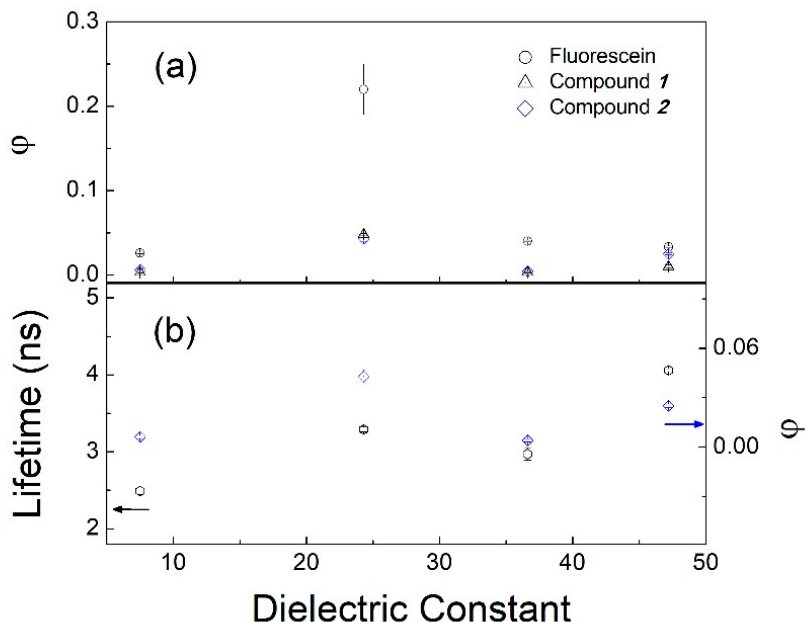 0.3
(a)
Fluorescein
Compound 1
Compound 2
0.2
φ
0.1
0.0
5
(b)
Lifetime (ns)
4
3
2
0.06
0.00
φ
10
20
30
40
50
Dielectric Constant